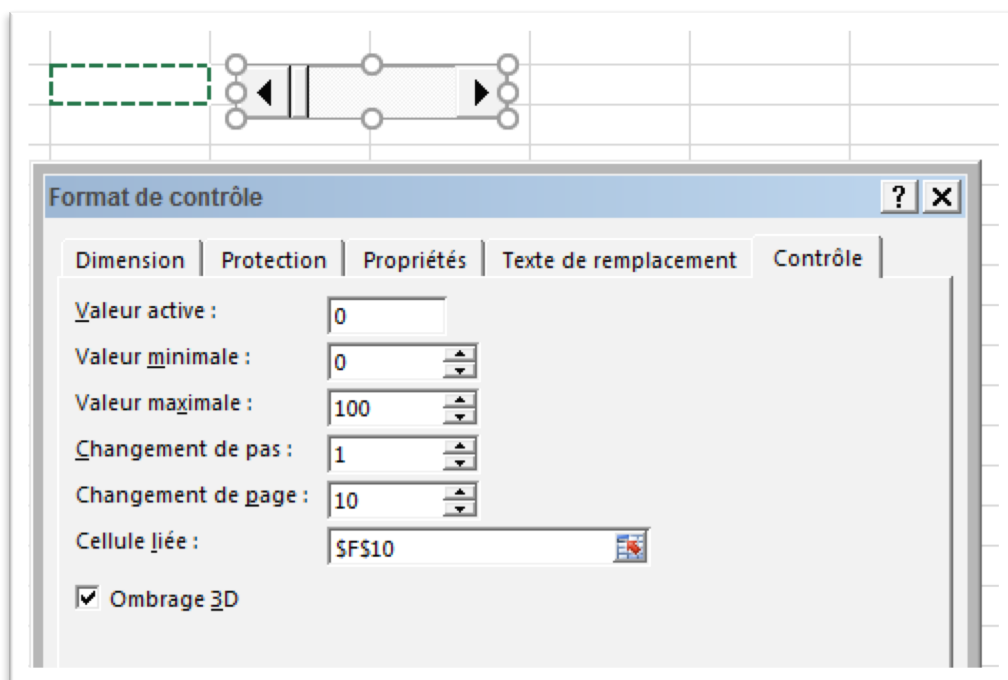 Format de contrôle
Dimension Protection Propriétés Texte de remplacement Contrôle
Valeur active : 0
Valeur minimale : 0
Valeur maximale : 100
Changement de pas : 1
Changement de page : 10
Cellule liée : $F$10
Ombrage 3D